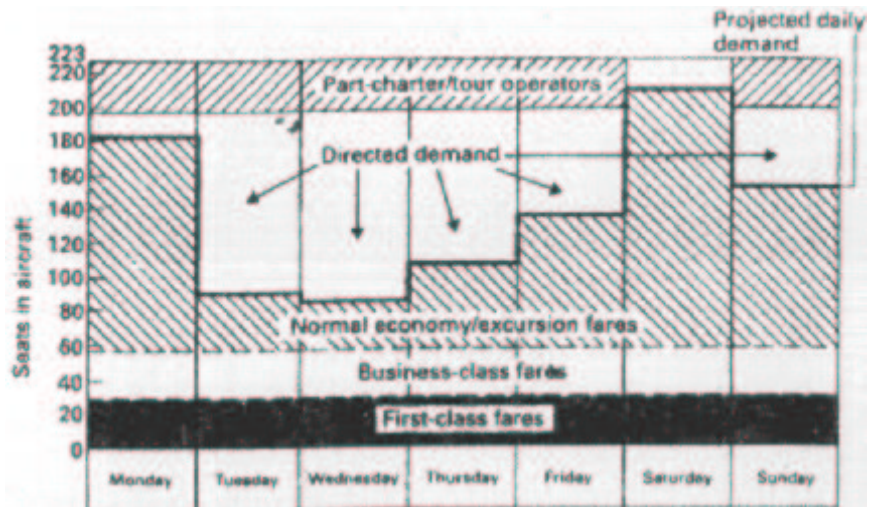 Projected daily
demand
223
220
200
180
160
140
120
100
80
60
40
20
0
Seats in aircraft
Part-charter/tour operators
Directed demand
Normal economy/excursion fares
Business-class fares
First-class fares
Monday
Tuesday
Wednesday
Thursday
Friday
Saturday
Sunday